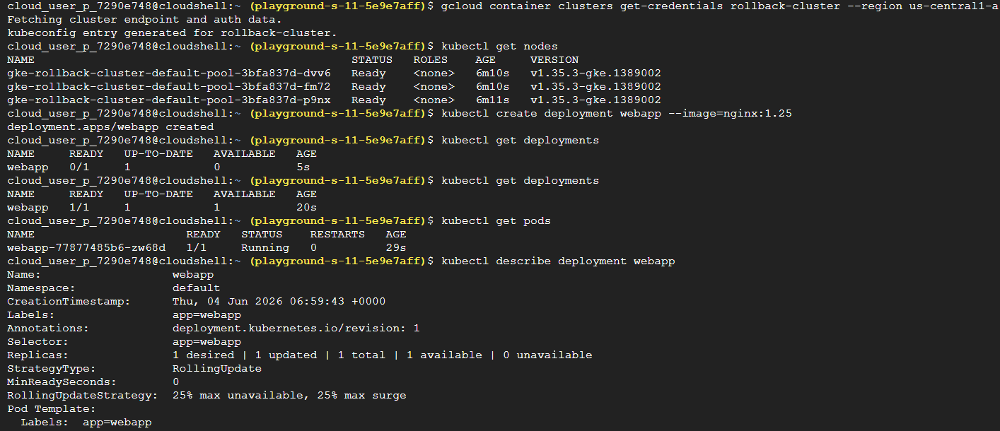 cloud_user_p_7290e748@cloudshell:~ (playground-s-11-5e9e7aff)$ gcloud container clusters get-credentials rollback-cluster --region us-central1-a
Fetching cluster endpoint and auth data.
kubeconfig entry generated for rollback-cluster.
cloud_user_p_7290e748@cloudshell:~ (playground-s-11-5e9e7aff)$ kubectl get nodes
NAME                                              STATUS   ROLES    AGE     VERSION
gke-rollback-cluster-default-pool-3bfa837d-dvv6   Ready    <none>   6m10s   v1.35.3-gke.1389002
gke-rollback-cluster-default-pool-3bfa837d-fm72   Ready    <none>   6m10s   v1.35.3-gke.1389002
gke-rollback-cluster-default-pool-3bfa837d-p9nx   Ready    <none>   6m11s   v1.35.3-gke.1389002
cloud_user_p_7290e748@cloudshell:~ (playground-s-11-5e9e7aff)$ kubectl create deployment webapp --image=nginx:1.25
deployment.apps/webapp created
cloud_user_p_7290e748@cloudshell:~ (playground-s-11-5e9e7aff)$ kubectl get deployments
NAME     READY   UP-TO-DATE   AVAILABLE   AGE
webapp   0/1     1            0           5s
cloud_user_p_7290e748@cloudshell:~ (playground-s-11-5e9e7aff)$ kubectl get deployments
NAME     READY   UP-TO-DATE   AVAILABLE   AGE
webapp   1/1     1            1           20s
cloud_user_p_7290e748@cloudshell:~ (playground-s-11-5e9e7aff)$ kubectl get pods
NAME                      READY   STATUS    RESTARTS   AGE
webapp-77877485b6-zw68d   1/1     Running   0          29s
cloud_user_p_7290e748@cloudshell:~ (playground-s-11-5e9e7aff)$ kubectl describe deployment webapp
Name:                   webapp
Namespace:              default
CreationTimestamp:      Thu, 04 Jun 2026 06:59:43 +0000
Labels:                 app=webapp
Annotations:            deployment.kubernetes.io/revision: 1
Selector:               app=webapp
Replicas:               1 desired | 1 updated | 1 total | 1 available | 0 unavailable
StrategyType:           RollingUpdate
MinReadySeconds:        0
RollingUpdateStrategy:  25% max unavailable, 25% max surge
Pod Template:
  Labels:  app=webapp